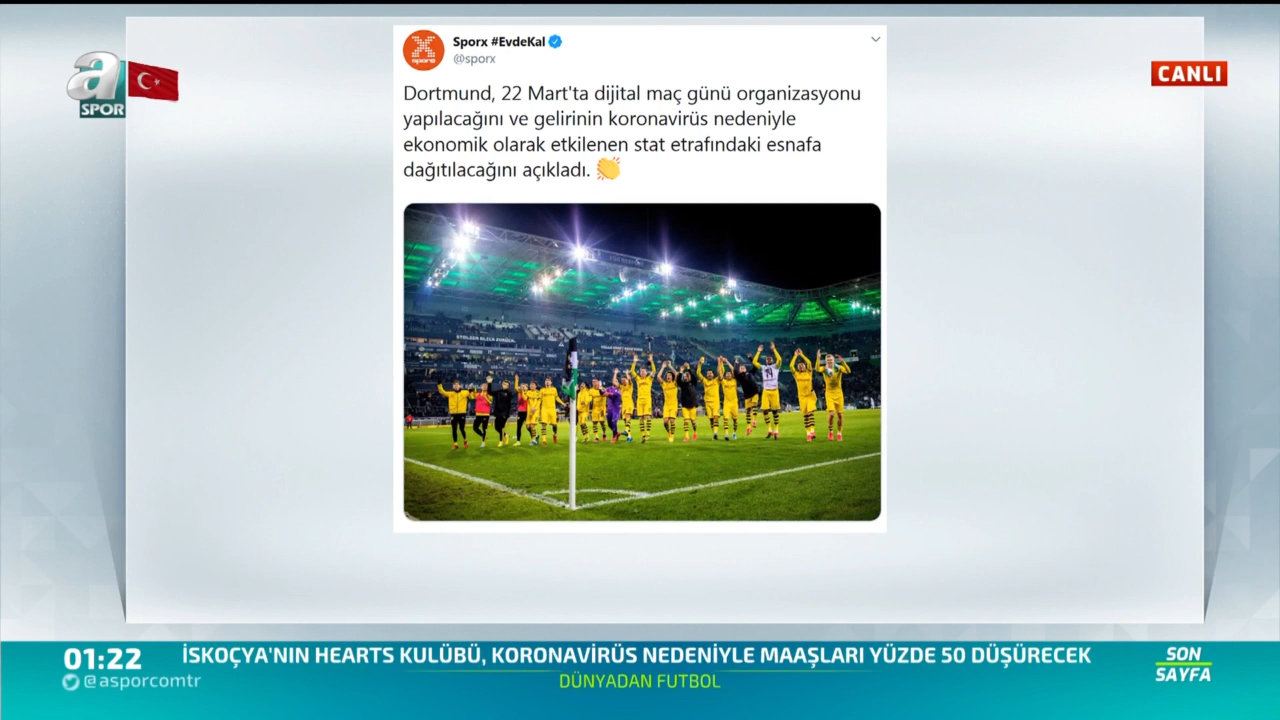 a
SPOR
CANLI
sporx
Sporx #EvdeKal
@sporx
Dortmund, 22 Mart'ta dijital maç günü organizasyonu
yapılacağını ve gelirinin koronavirüs nedeniyle
ekonomik olarak etkilenen stat etrafındaki esnafa
dağıtılacağını açıkladı. 👏
01:22
@asporcomtr
İSKOÇYA'NIN HEARTS KULÜBÜ, KORONAVİRÜS NEDENİYLE MAAŞLARI YÜZDE 50 DÜŞÜRECEK
DÜNYADAN FUTBOL
SON
SAYFA